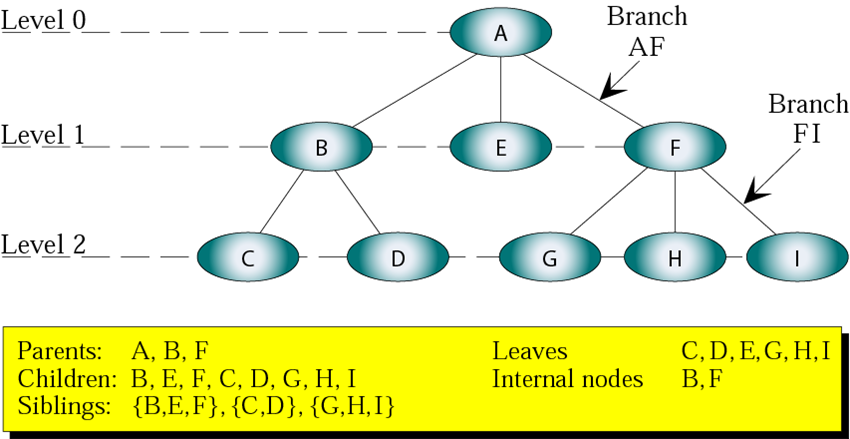 Level 0
A
Branch
AF
Branch
FI
Level 1
B
E
F
Level 2
C
D
G
H
I
Parents: A, B, F
Leaves C,D,E,G,H,I
Children: B, E, F, C, D, G, H, I
Internal nodes B,F
Siblings: {B,E,F}, {C,D}, {G,H,I}